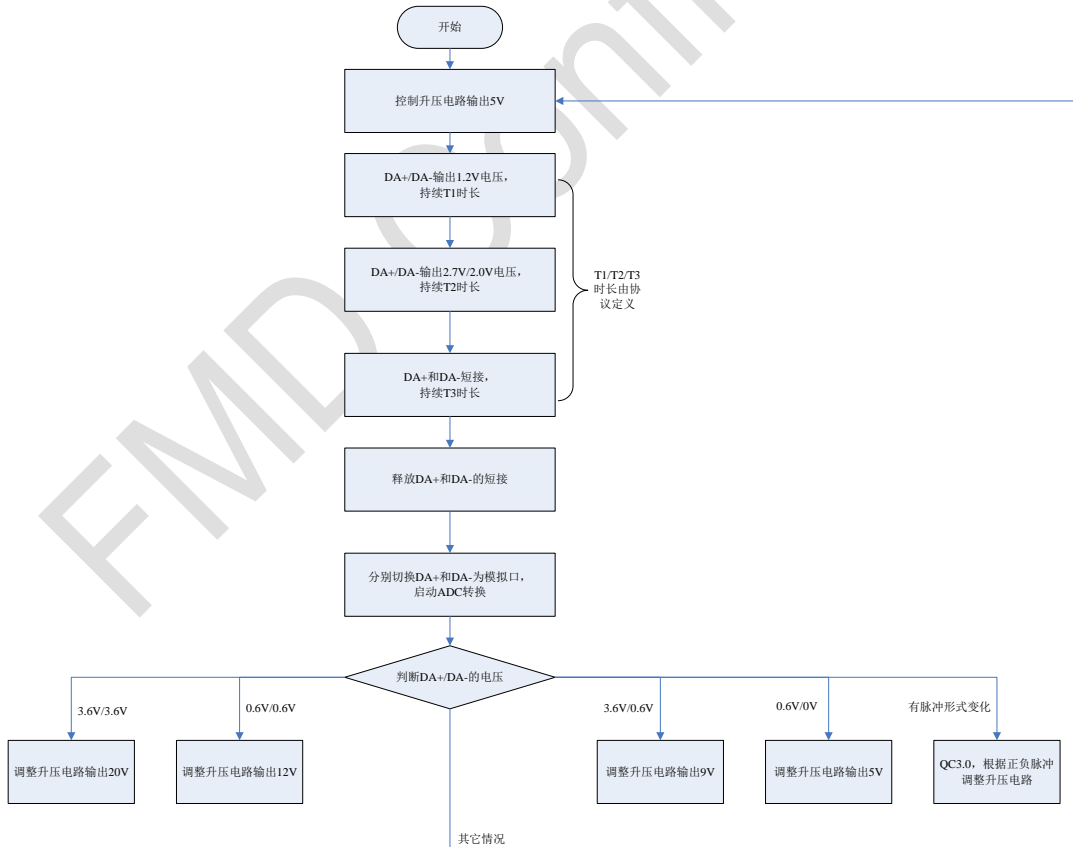 开始
控制升压电路输出5V
DA+/DA-输出1.2V电压，
持续T1时长
DA+/DA-输出2.7V/2.0V电压，
持续T2时长
T1/T2/T3
时长由协
议定义
DA+和DA-短接，
持续T3时长
释放DA+和DA-的短接
分别切换DA+和DA-为模拟口，
启动ADC转换
判断DA+/DA-的电压
3.6V/3.6V
0.6V/0.6V
3.6V/0.6V
0.6V/0V
有脉冲形式变化
调整升压电路输出20V
调整升压电路输出12V
调整升压电路输出9V
调整升压电路输出5V
QC3.0，根据正负脉冲
调整升压电路
其它情况
FMD Conf